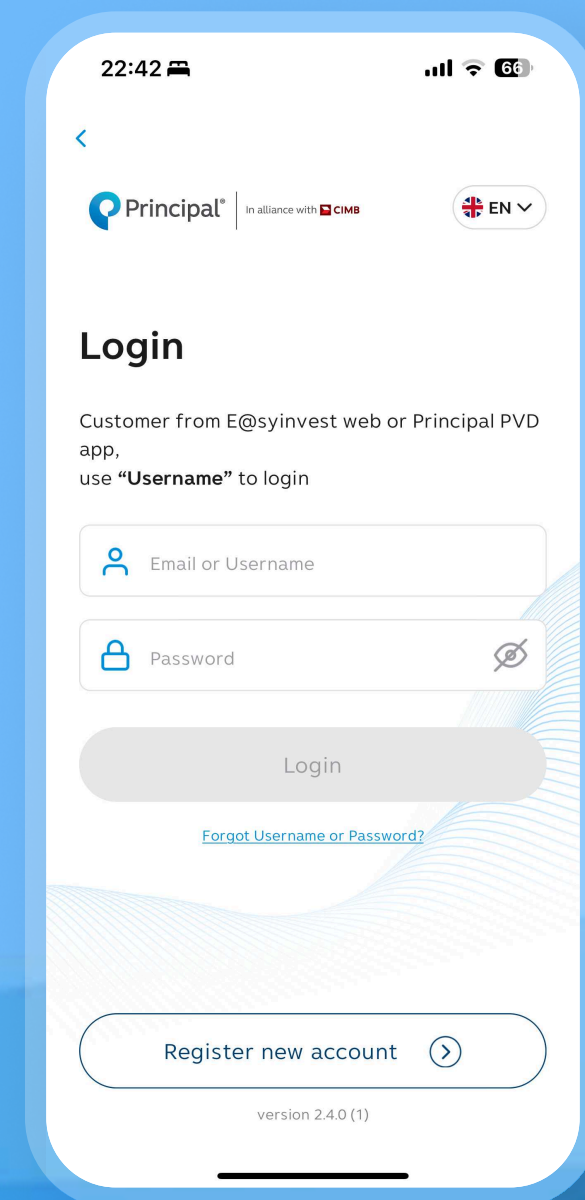 22:42
66
Principal® In alliance with CIMB
EN
Login
Customer from E@syinvest web or Principal PVD
app,
use “Username” to login
Email or Username
Password
Login
Forgot Username or Password?
Register new account
version 2.4.0 (1)